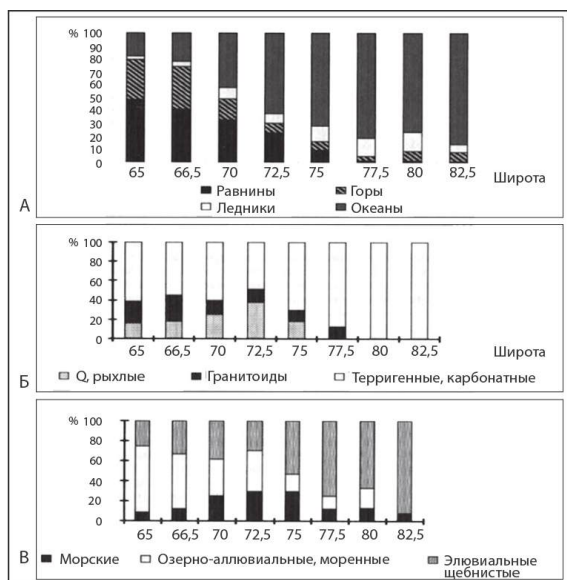 % 100
90
80
70
60
50
40
30
20
10
0
65 66,5 70 72,5 75 77,5 80 82,5 Широта
Равнины Горы
Ледники Океаны
А
% 100
80
60
40
20
0
65 66,5 70 72,5 75 77,5 80 82,5 Широта
Q, рыхлые Гранитоиды Терригенные, карбонатные
Б
% 100
80
60
40
20
0
65 66,5 70 72,5 75 77,5 80 82,5
Морские Озерно-аллювиальные, моренные Элювиальные
щебнистые
В